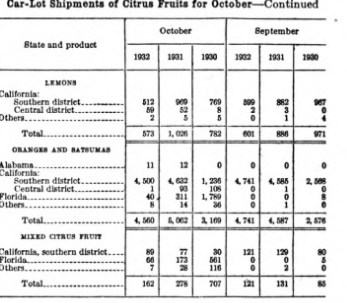 Car-Lot Shipments of Citrus Fruits for October—Continued
State and product | October | September
1932 | 1931 | 1930 | 1932 | 1931 | 1930
LEMONS
California:
Southern district | 512 | 969 | 769 | 599 | 882 | 967
Central district | 59 | 52 | 8 | 2 | 3 | 0
Others | 2 | 5 | 5 | 0 | 1 | 4
Total | 573 | 1,026 | 782 | 601 | 886 | 971
ORANGES AND SATSUMAS
Alabama | 11 | 12 | 0 | 0 | 0 | 0
California:
Southern district | 4,500 | 4,632 | 1,236 | 4,741 | 4,585 | 2,568
Central district | 1 | 93 | 108 | 0 | 1 | 0
Florida | 40 | 311 | 1,789 | 0 | 0 | 8
Others | 8 | 14 | 36 | 0 | 1 | 0
Total | 4,560 | 5,062 | 3,169 | 4,741 | 4,587 | 2,576
MIXED CITRUS FRUIT
California, southern district | 89 | 77 | 30 | 121 | 129 | 80
Florida | 66 | 173 | 561 | 0 | 0 | 5
Others | 7 | 28 | 116 | 0 | 2 | 0
Total | 162 | 278 | 707 | 121 | 131 | 85